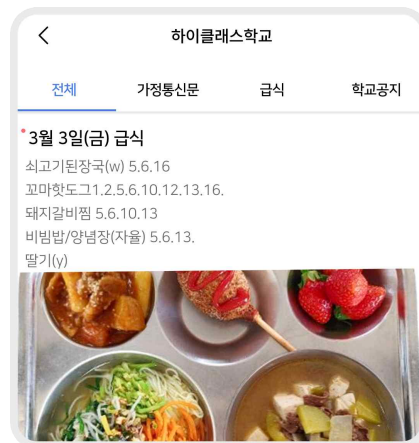 하이클래스학교
전체 가정통신문 급식 학교공지
3월 3일(금) 급식
쇠고기된장국(w) 5.6.16
꼬마핫도그1.2.5.6.10.12.13.16.
돼지갈비찜 5.6.10.13
비빔밥/양념장(자율) 5.6.13.
딸기(y)